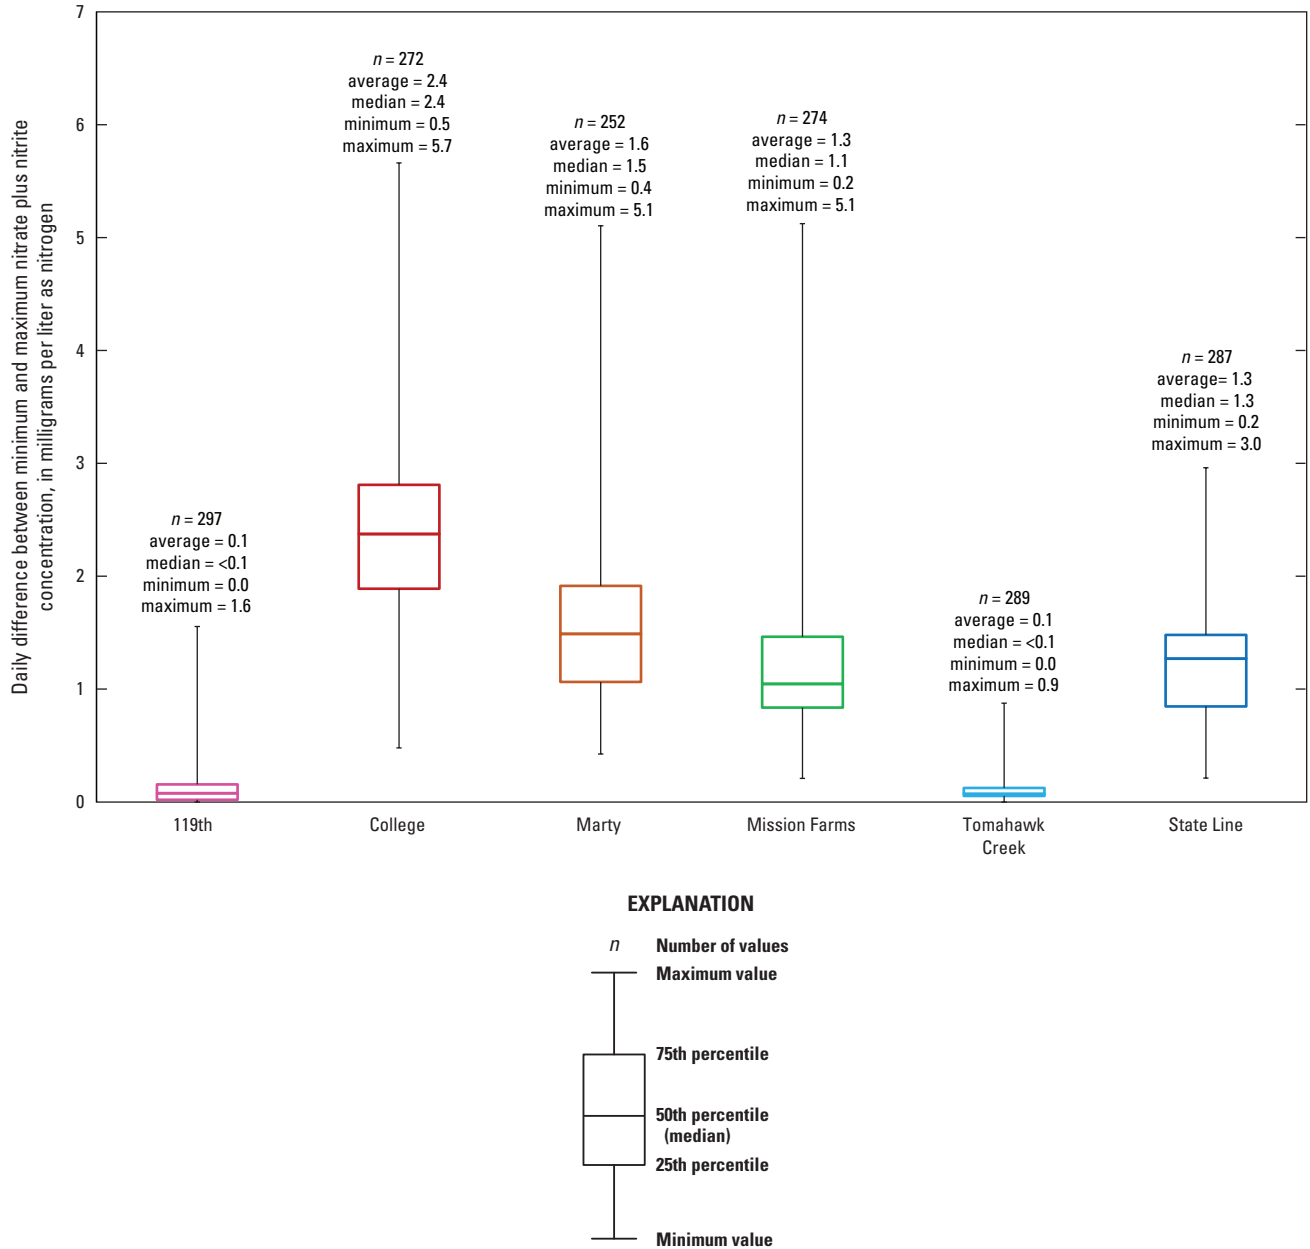 Daily difference between minimum and maximum nitrate plus nitrite
concentration, in milligrams per liter as nitrogen
7
6
5
4
3
2
1
0
n = 297
average = 0.1
median = <0.1
minimum = 0.0
maximum = 1.6
n = 272
average = 2.4
median = 2.4
minimum = 0.5
maximum = 5.7
n = 252
average = 1.6
median = 1.5
minimum = 0.4
maximum = 5.1
n = 274
average = 1.3
median = 1.1
minimum = 0.2
maximum = 5.1
n = 289
average = 0.1
median = <0.1
minimum = 0.0
maximum = 0.9
n = 287
average= 1.3
median = 1.3
minimum = 0.2
maximum = 3.0
119th
College
Marty
Mission Farms
Tomahawk
Creek
State Line
EXPLANATION
n Number of values
Maximum value
75th percentile
50th percentile
(median)
25th percentile
Minimum value